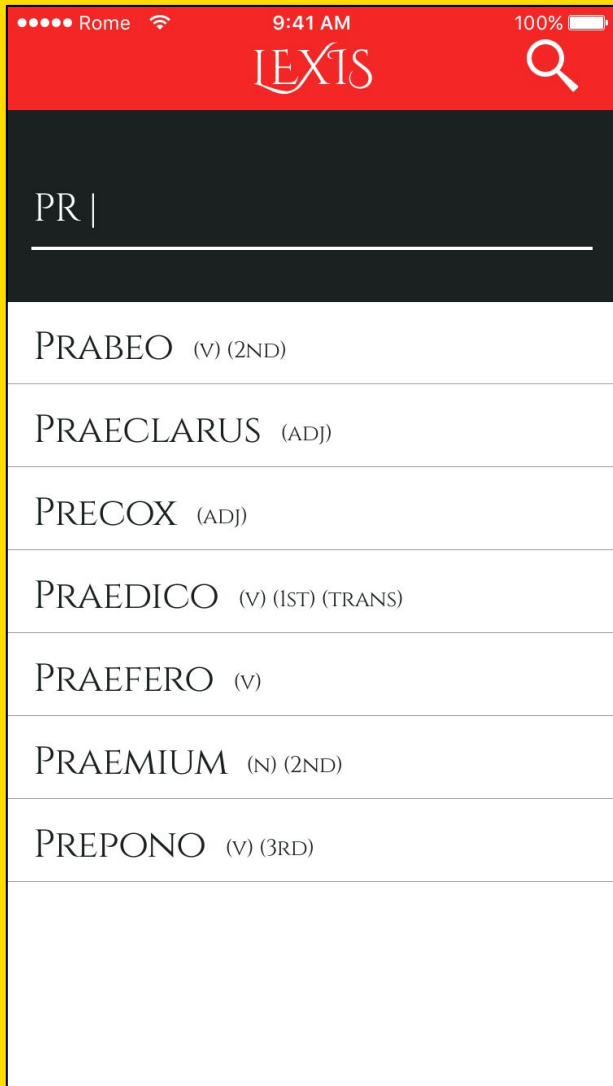 Rome 9:41 AM 100%
LEXIS
PR |
PRABEO (V) (2ND)
PRAECLARUS (ADJ)
PRECOX (ADJ)
PRAEDICO (V) (1ST) (TRANS)
PRAEFERO (V)
PRAEMIUM (N) (2ND)
PREPONO (V) (3RD)